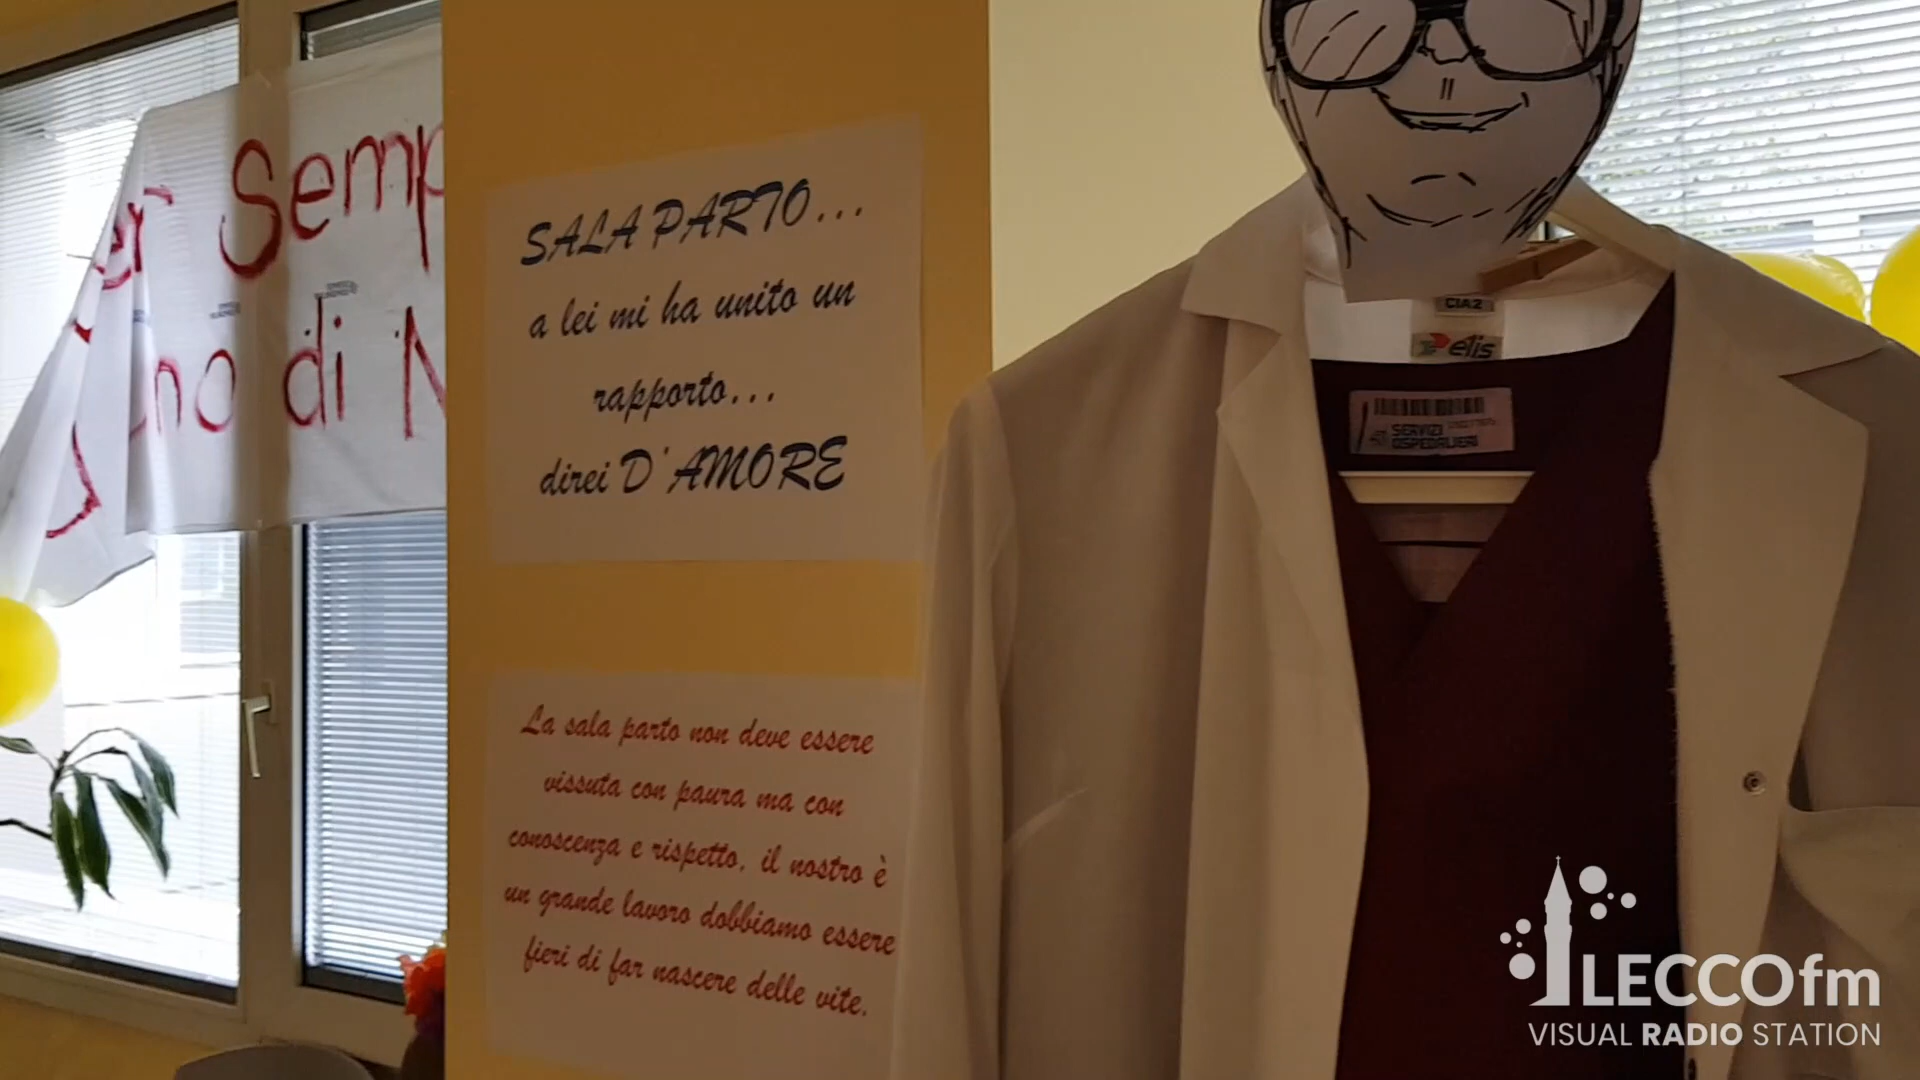 Semp
no di N
SALA PARTO...
a lei mi ha unito un
rapporto...
direi D'AMORE
La sala parto non deve essere
vissuta con paura ma con
conoscenza e rispetto, il nostro è
un grande lavoro dobbiamo essere
fieri di far nascere delle vite.
CIA2
elis
SERVIZI
OSPEDALIERI
LECCOfm
VISUAL RADIO STATION